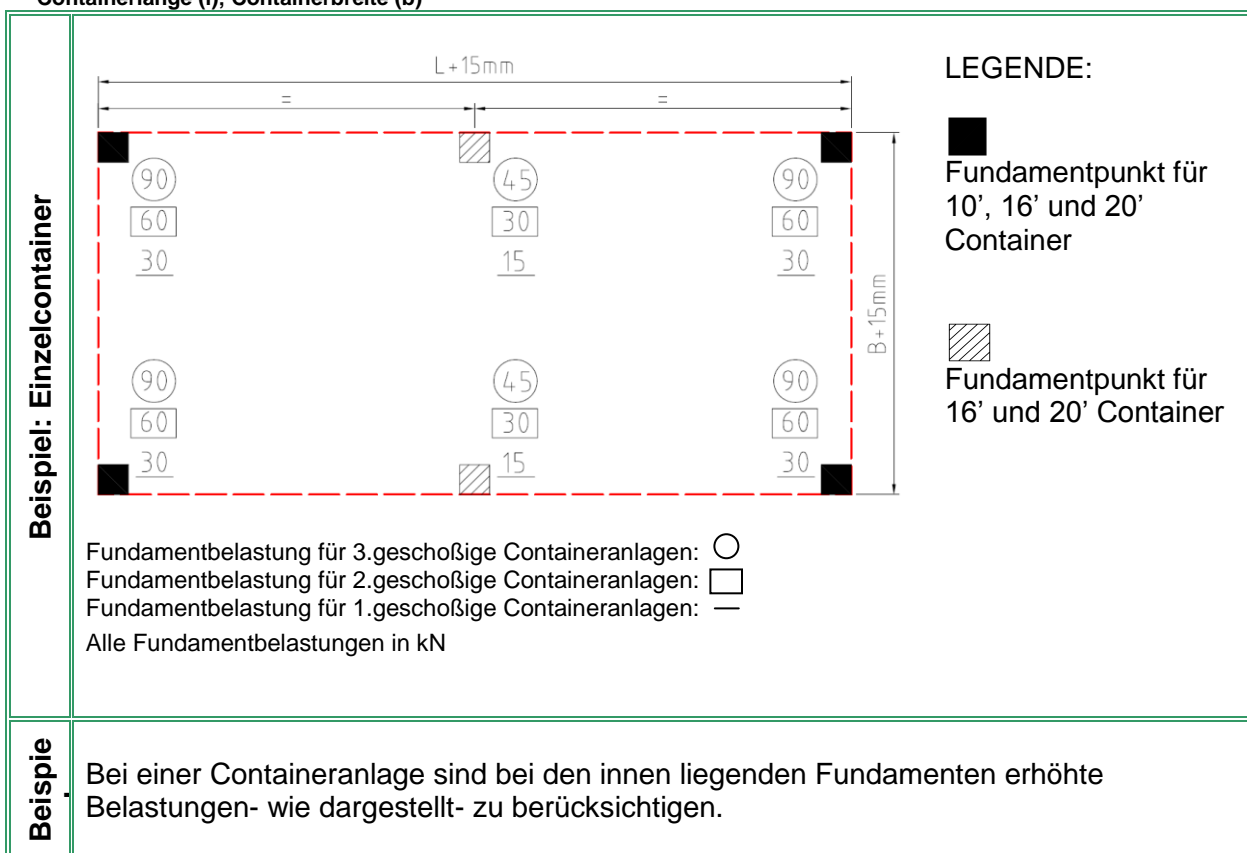 Containerlänge (l), Containerbreite (b)
Beispiel: Einzelcontainer
L+15mm
= =
90 45 90
60 30 60
30 15 30
B+15mm
90 45 90
60 30 60
30 15 30
Fundamentbelastung für 3.geschoßige Containeranlagen:
Fundamentbelastung für 2.geschoßige Containeranlagen:
Fundamentbelastung für 1.geschoßige Containeranlagen:
Alle Fundamentbelastungen in kN
LEGENDE:
Fundamentpunkt für
10’, 16’ und 20’
Container
Fundamentpunkt für
16’ und 20’ Container
Beispie
Bei einer Containeranlage sind bei den innen liegenden Fundamenten erhöhte
Belastungen- wie dargestellt- zu berücksichtigen.